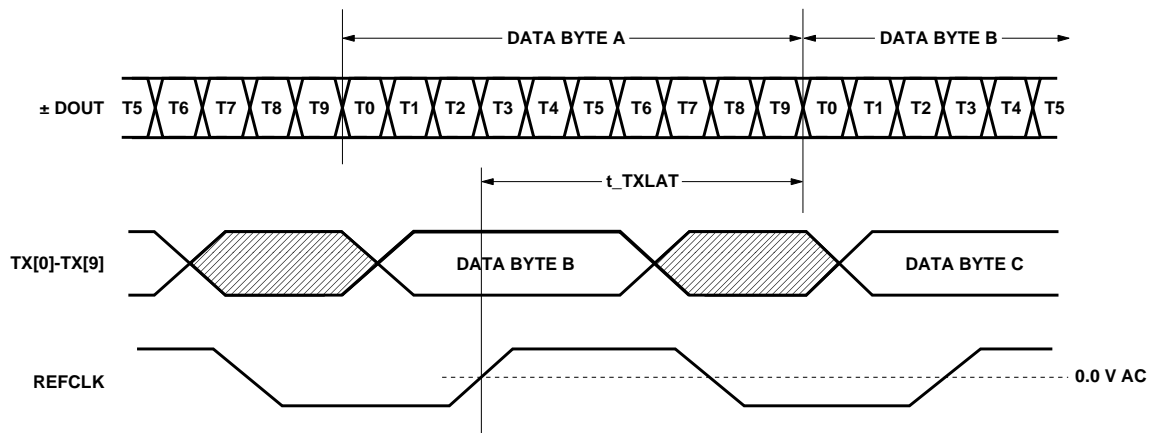 DATA BYTE A DATA BYTE B
± DOUT T5 T6 T7 T8 T9 T0 T1 T2 T3 T4 T5 T6 T7 T8 T9 T0 T1 T2 T3 T4 T5
t_TXLAT
TX[0]-TX[9] DATA BYTE B DATA BYTE C
REFCLK 0.0 V AC